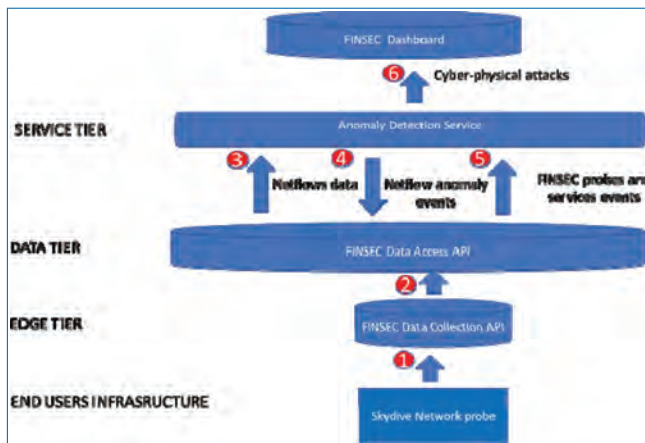 FINSEC Dashboard
6
Cyber-physical attacks
SERVICE TIER
Anomaly Detection Service
3
4
5
Netflows data
Netflow anomaly
events
FINSEC probes and
services events
DATA TIER
FINSEC Data Access API
2
EDGE TIER
FINSEC Data Collection API
1
END USERS INFRASRUCTURE
Skydive Network probe